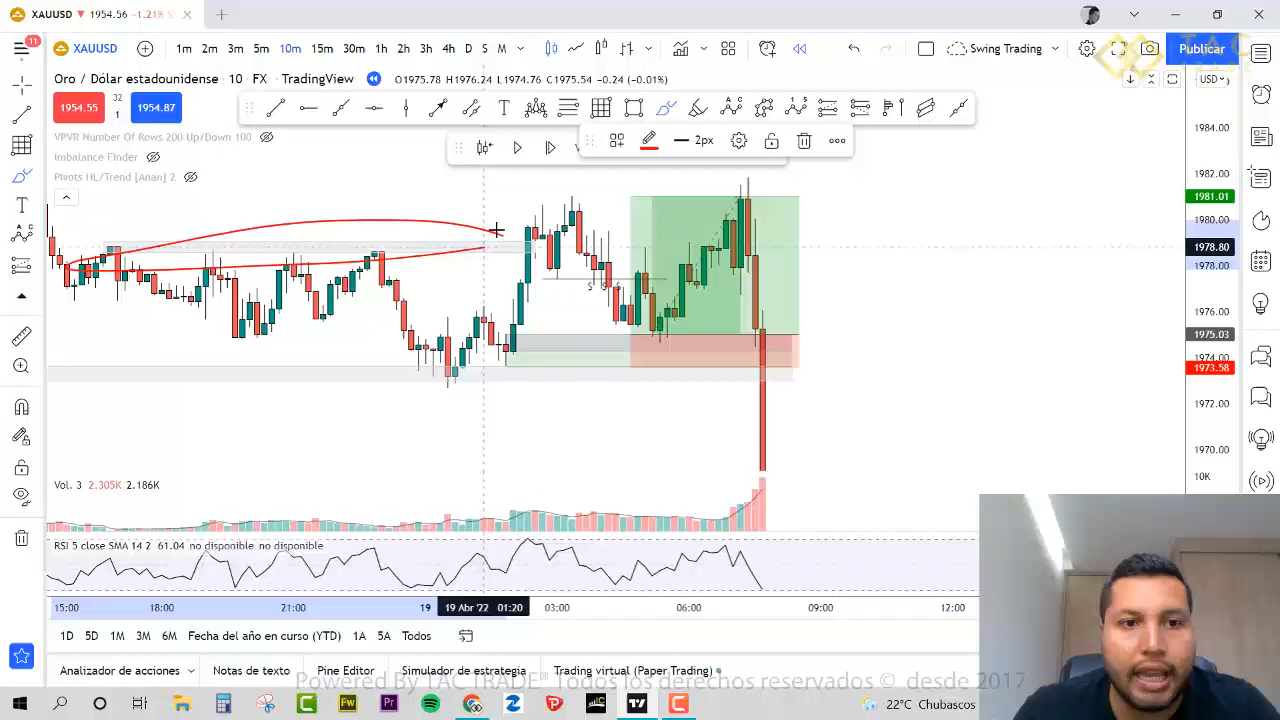 XAUUSD ▼ 1954.56 −1.21%
11
XAUUSD 1m 2m 3m 5m 10m 15m 30m 1h 2h 3h 4h D S M Swing Trading Publicar
Oro / Dólar estadounidense · 10 · FX · TradingView
O1973.78 M1976.24
C1975.54 −0.24 (−0.01%)
USD
1954.55 32 1 1954.87
T
2px
VPVR Number Of Rows 200 Up/Down 100
Imbalance Finder
Pivots HL/Trend [Anan] 2
1984.00
1982.00
1981.01
1980.00
1978.80
1978.00
1976.00
1975.03
1974.00
1973.58
1972.00
1970.00
10K
$ $ $
Vol. 3 2.305K 2.186K
RSI 5 close SMA 14 2 61.04 no disponible no disponible
15:00 18:00 21:00 19 19 Abr '22 01:20 03:00 06:00 09:00 12:00
1D 5D 1M 3M 6M Fecha del año en curso (YTD) 1A 5A Todos
Analizador de acciones Notas de texto Pine Editor Simulador de estrategia Trading virtual (Paper Trading)
Powered By TAC TRADE® Todos los derechos reservados © desde 2017
Fw Pr 22°C Chubascos